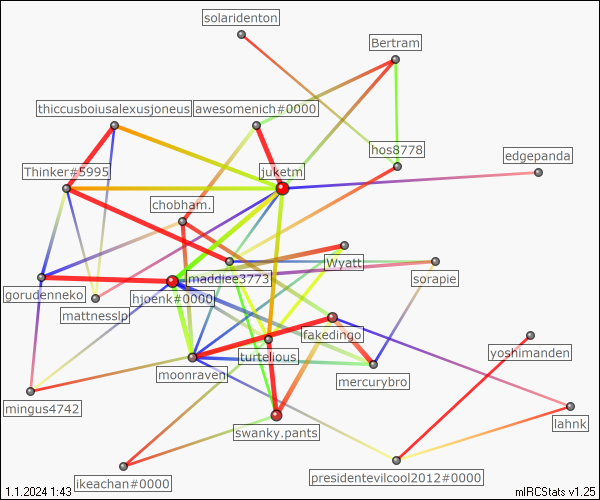 solaridenton
Bertram
thiccusboiusalexusjoneus
awesomenich#0000
hos8778
edgepanda
Thinker#5995
juketm
chobham.
Wyatt
maddiee3773
sorapie
gorudenneko
hjoenk#0000
mattnesslp
fakedingo
yoshimanden
turtelious
moonraven
mercurybro
mingus4742
lahnk
swanky.pants
ikeachan#0000
presidentevilcool2012#0000
1.1.2024 1:43
mIRCStats v1.25